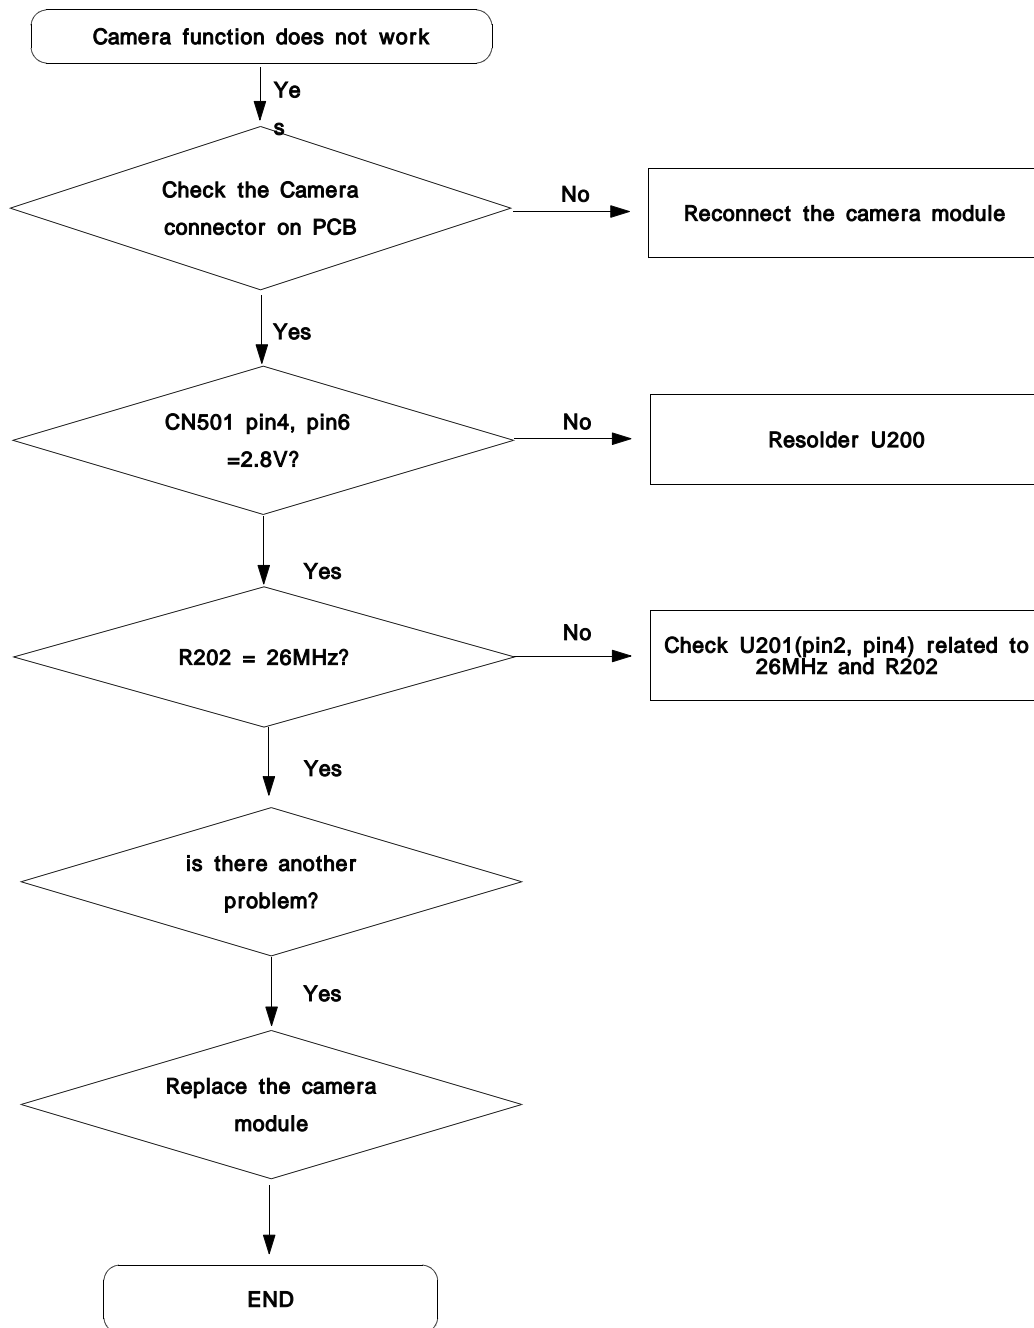 Camera function does not work
Ye
s
Check the Camera
connector on PCB
No
Reconnect the camera module
Yes
CN501 pin4, pin6
=2.8V?
No
Resolder U200
Yes
R202 = 26MHz?
No
Check U201(pin2, pin4) related to
26MHz and R202
Yes
is there another
problem?
Yes
Replace the camera
module
END